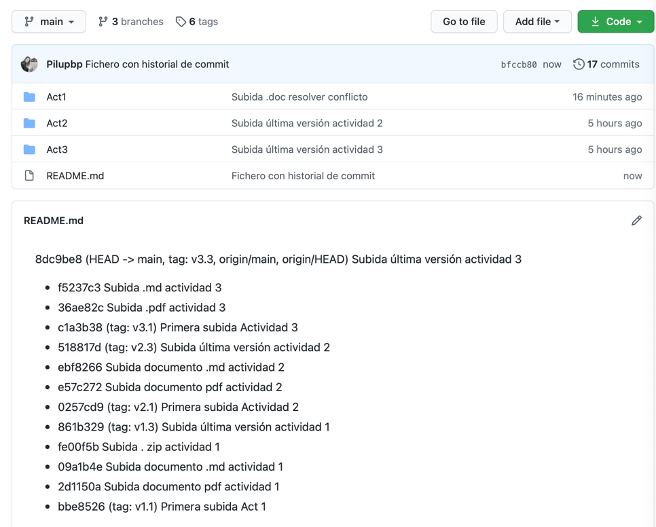 main 3 branches 6 tags Go to file Add file Code
Pilupbp Fichero con historial de commit bfccb80 now 17 commits
Act1 Subida .doc resolver conflicto 16 minutes ago
Act2 Subida última versión actividad 2 5 hours ago
Act3 Subida última versión actividad 3 5 hours ago
README.md Fichero con historial de commit now
README.md
8dc9be8 (HEAD -> main, tag: v3.3, origin/main, origin/HEAD) Subida última versión actividad 3
• f5237c3 Subida .md actividad 3
• 36ae82c Subida .pdf actividad 3
• c1a3b38 (tag: v3.1) Primera subida Actividad 3
• 518817d (tag: v2.3) Subida última versión actividad 2
• ebf8266 Subida documento .md actividad 2
• e57c272 Subida documento pdf actividad 2
• 0257cd9 (tag: v2.1) Primera subida Actividad 2
• 861b329 (tag: v1.3) Subida última versión actividad 1
• fe00f5b Subida . zip actividad 1
• 09a1b4e Subida documento .md actividad 1
• 2d1150a Subida documento pdf actividad 1
• bbe8526 (tag: v1.1) Primera subida Act 1